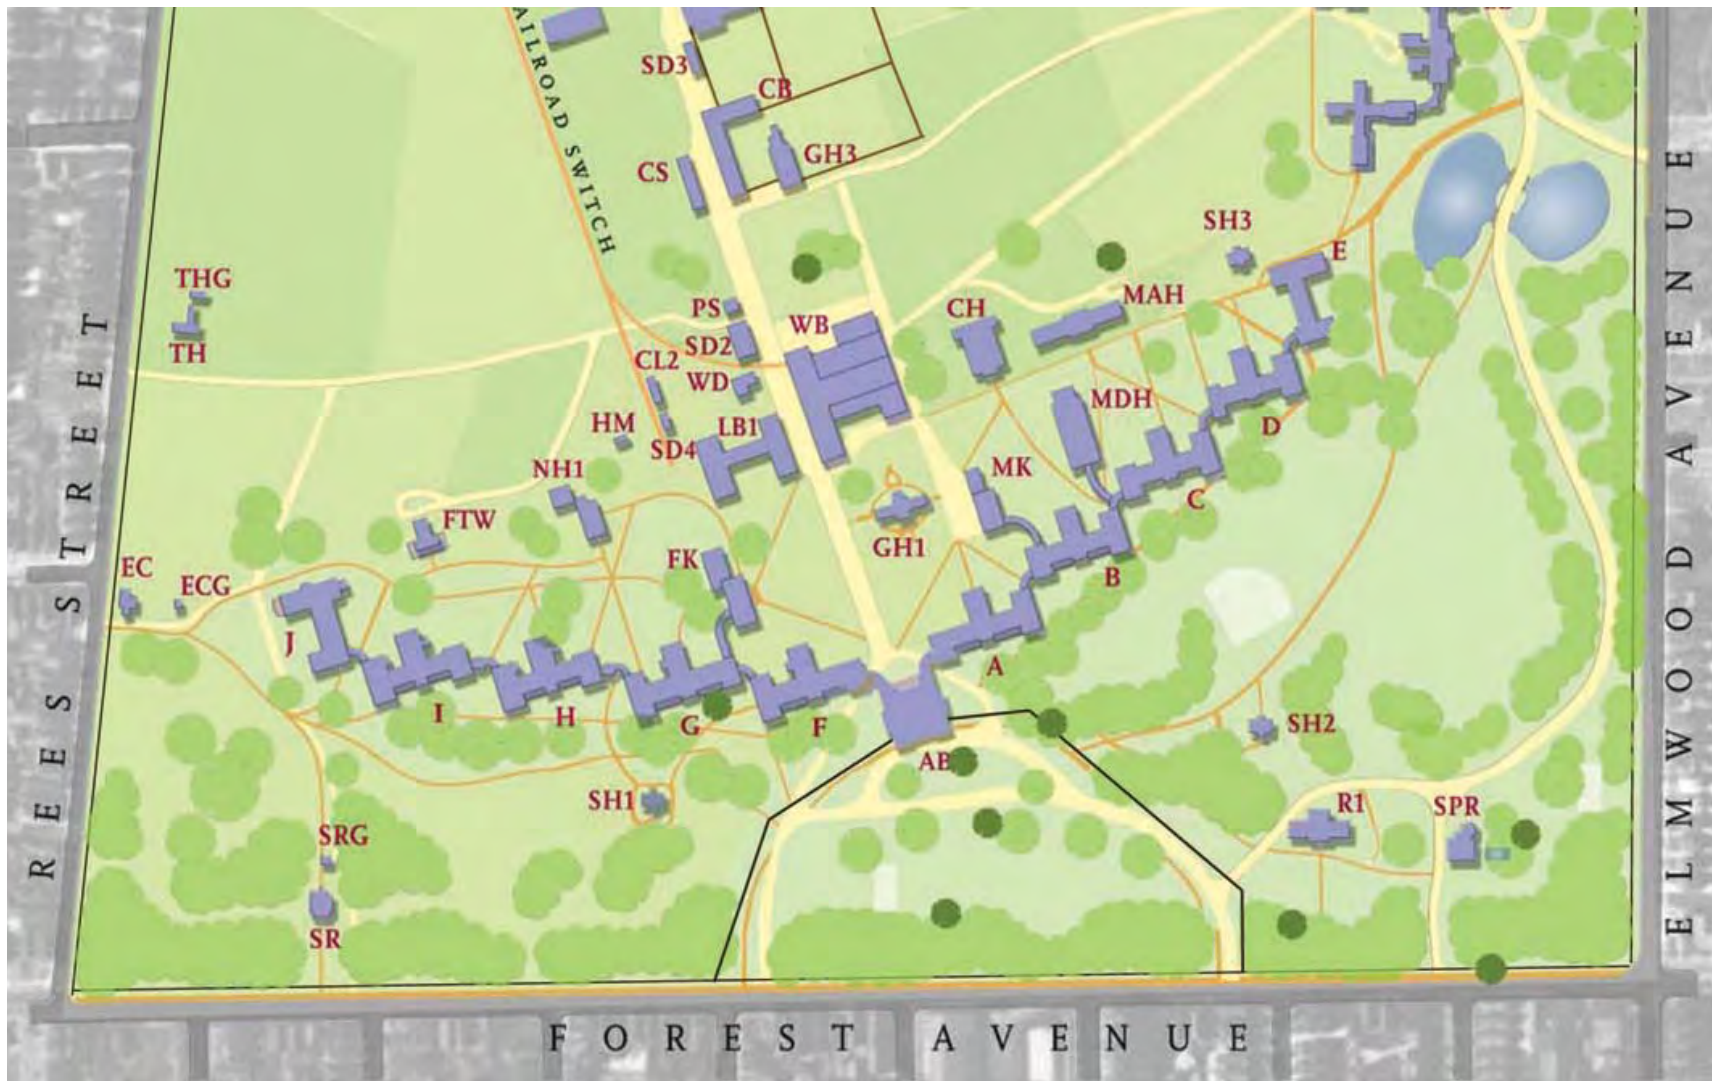 RAILROAD SWITCH
SD3
CB
GH3
CS
SH3
E
THG
TH
PS
SD2
WB
CH
MAH
CL2
WD
HM
LB1
SD4
MDH
D
NH1
MK
C
FTW
GH1
FK
B
EC
ECG
J
A
I
H
G
F
AB
SH2
SH1
R1
SPR
SRG
SR
REES STREET
ELMWOOD AVENUE
FOREST AVENUE